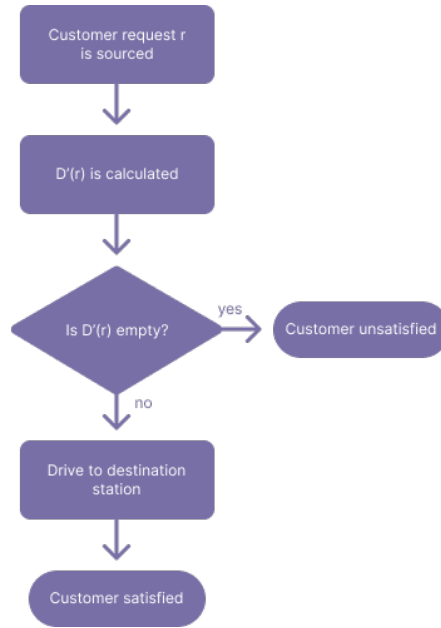 Customer request r
is sourced
D’(r) is calculated
Is D’(r) empty?
yes
Customer unsatisfied
no
Drive to destination
station
Customer satisfied